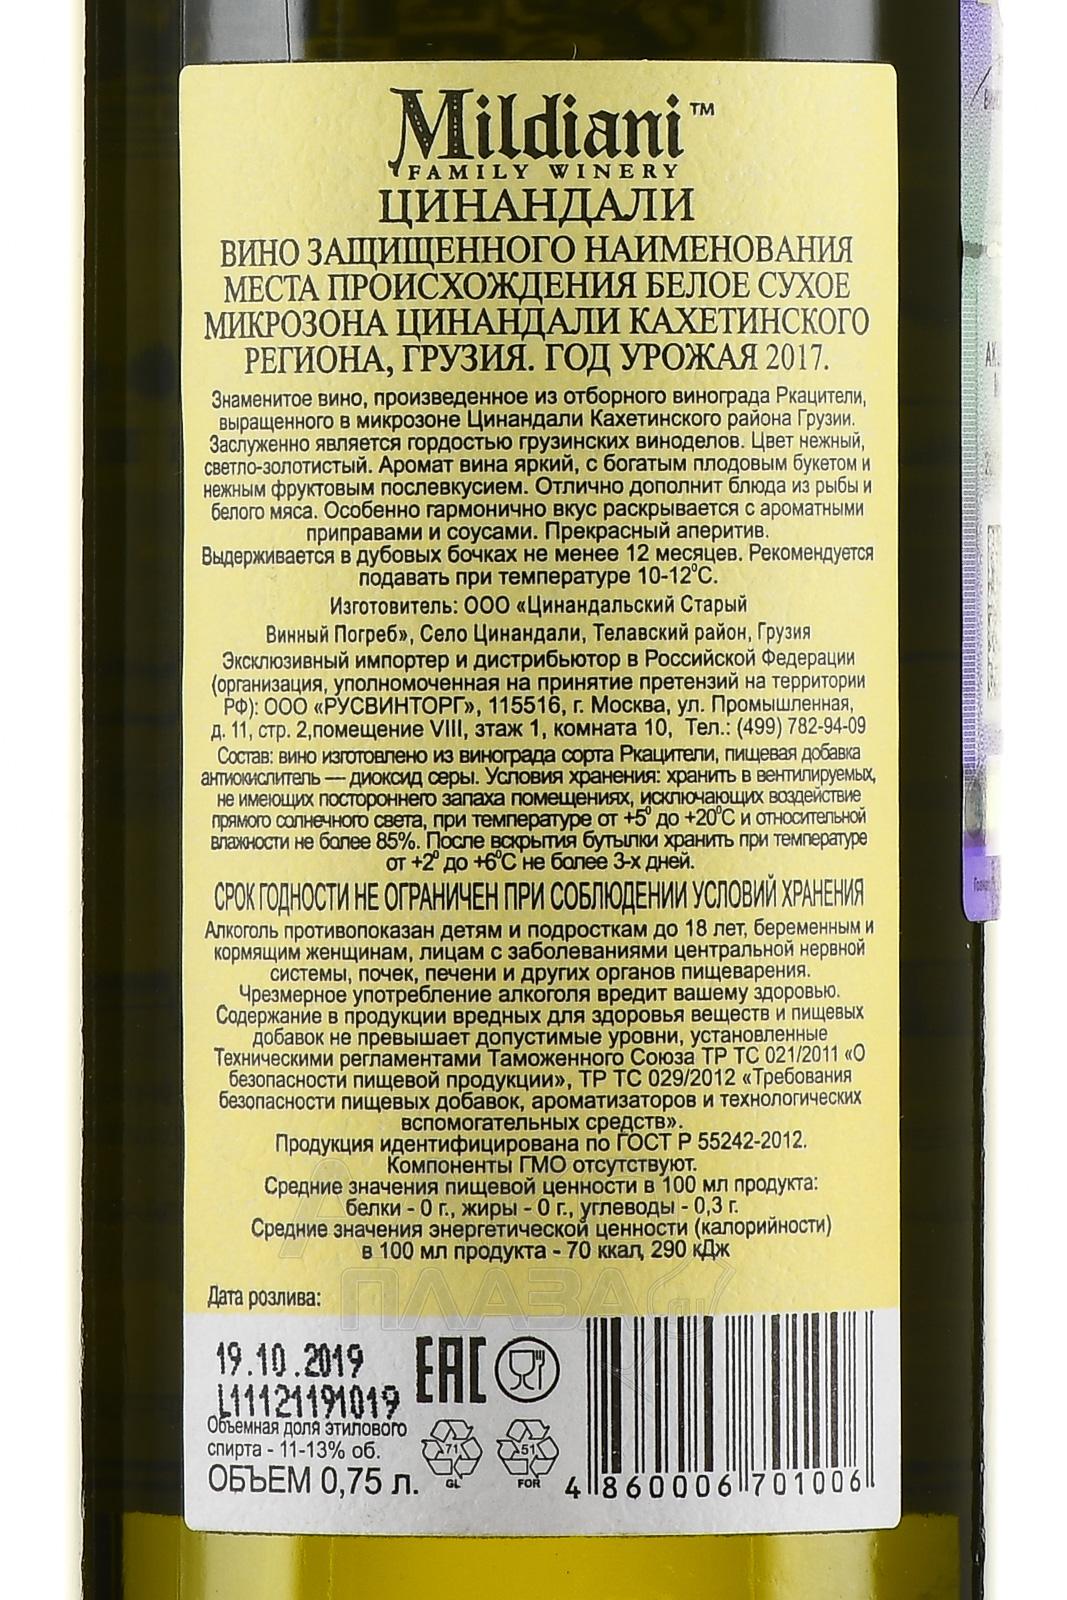 Mildiani™
FAMILY WINERY
ЦИНАНДАЛИ
ВИНО ЗАЩИЩЕННОГО НАИМЕНОВАНИЯ
МЕСТА ПРОИСХОЖДЕНИЯ БЕЛОЕ СУХОЕ
МИКРОЗОНА ЦИНАНДАЛИ КАХЕТИНСКОГО
РЕГИОНА, ГРУЗИЯ. ГОД УРОЖАЯ 2017.
Знаменитое вино, произведенное из отборного винограда Ркацители,
выращенного в микрозоне Цинандали Кахетинского района Грузии.
Заслуженно является гордостью грузинских виноделов. Цвет нежный,
светло-золотистый. Аромат вина яркий, с богатым плодовым букетом и
нежным фруктовым послевкусием. Отлично дополнит блюда из рыбы и
белого мяса. Особенно гармонично вкус раскрывается с ароматными
приправами и соусами. Прекрасный аперитив.
Выдерживается в дубовых бочках не менее 12 месяцев. Рекомендуется
подавать при температуре 10-12⁰С.
Изготовитель: ООО «Цинандальский Старый
Винный Погреб», Село Цинандали, Телавский район, Грузия
Эксклюзивный импортер и дистрибьютор в Российской Федерации
(организация, уполномоченная на принятие претензий на территории
РФ): ООО «РУСВИНТОРГ», 115516, г. Москва, ул. Промышленная,
д. 11, стр. 2,помещение VIII, этаж 1, комната 10, Тел.: (499) 782-94-09
Состав: вино изготовлено из винограда сорта Ркацители, пищевая добавка
антиокислитель — диоксид серы. Условия хранения: хранить в вентилируемых,
не имеющих постороннего запаха помещениях, исключающих воздействие
прямого солнечного света, при температуре от +5⁰ до +20⁰С и относительной
влажности не более 85%. После вскрытия бутылки хранить при температуре
от +2⁰ до +6⁰С не более 3-х дней.
СРОК ГОДНОСТИ НЕ ОГРАНИЧЕН ПРИ СОБЛЮДЕНИИ УСЛОВИЙ ХРАНЕНИЯ
Алкоголь противопоказан детям и подросткам до 18 лет, беременным и
кормящим женщинам, лицам с заболеваниями центральной нервной
системы, почек, печени и других органов пищеварения.
Чрезмерное употребление алкоголя вредит вашему здоровью.
Содержание в продукции вредных для здоровья веществ и пищевых
добавок не превышает допустимые уровни, установленные
Техническими регламентами Таможенного Союза ТР ТС 021/2011 «О
безопасности пищевой продукции», ТР ТС 029/2012 «Требования
безопасности пищевых добавок, ароматизаторов и технологических
вспомогательных средств».
Продукция идентифицирована по ГОСТ Р 55242-2012.
Компоненты ГМО отсутствуют.
Средние значения пищевой ценности в 100 мл продукта:
белки - 0 г., жиры - 0 г., углеводы - 0,3 г.
Средние значения энергетической ценности (калорийности)
в 100 мл продукта - 70 ккал, 290 кДж
ПЛАЗА.ru
Дата розлива:
19.10.2019
L11121191019
EAC
Объемная доля этилового
спирта - 11-13% об.
ОБЪЕМ 0,75 л.
71
GL
51
FOR
4 860006 701006